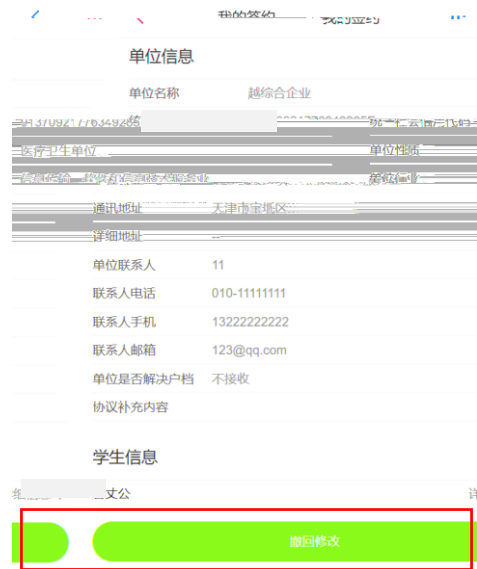 我的签约
单位信息
单位名称 越综合企业
医疗卫生单位 单位性质
通讯地址 天津市宝坻区...
详细地址 --
单位联系人 11
联系人电话 010-11111111
联系人手机 13222222222
联系人邮箱 123@qq.com
单位是否解决户档 不接收
协议补充内容
学生信息
撤回修改